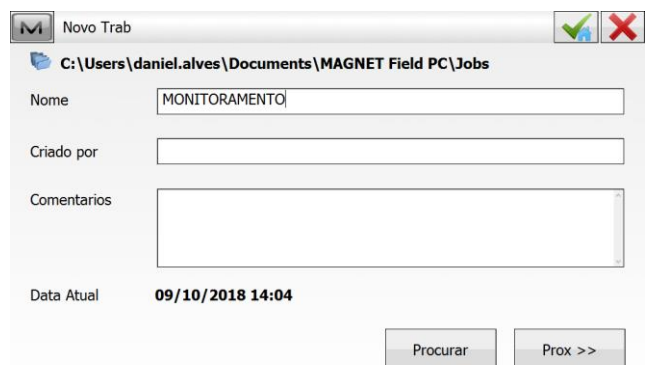 Novo Trab
C:\Users\daniel.alves\Documents\MAGNET Field PC\Jobs
Nome MONITORAMENTO
Criado por
Comentarios
Data Atual 09/10/2018 14:04
Procurar Prox >>